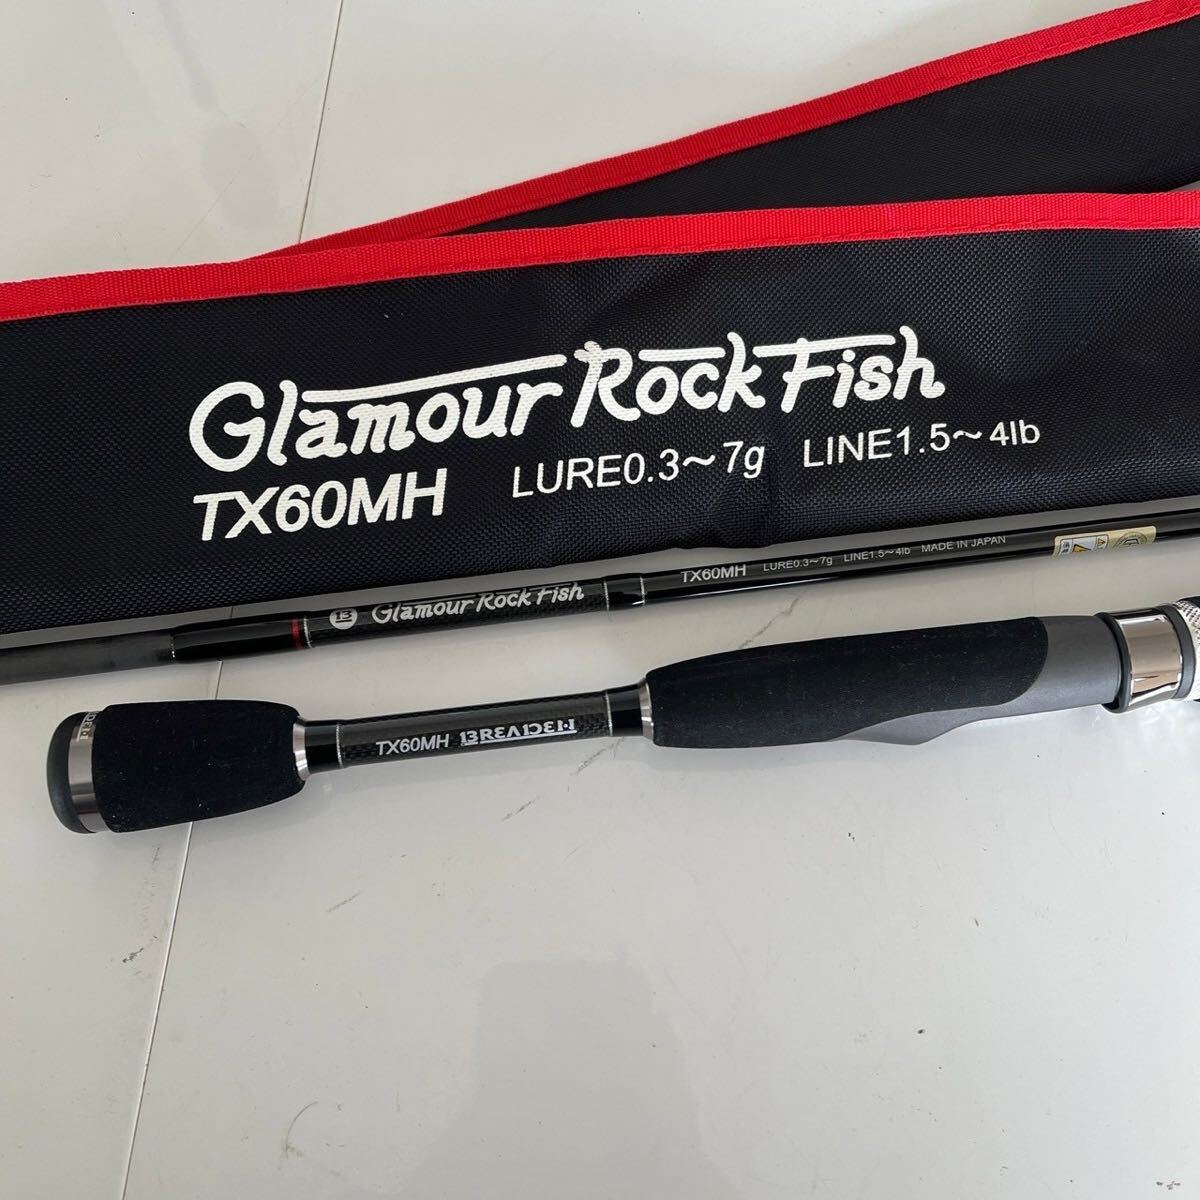 Glamour Rock Fish
TX60MH LURE0.3～7g LINE1.5～4lb
13 Glamour Rock Fish TX60MH LURE0.3～7g LINE1.5～4lb MADE IN JAPAN
TX60MH BREADEN